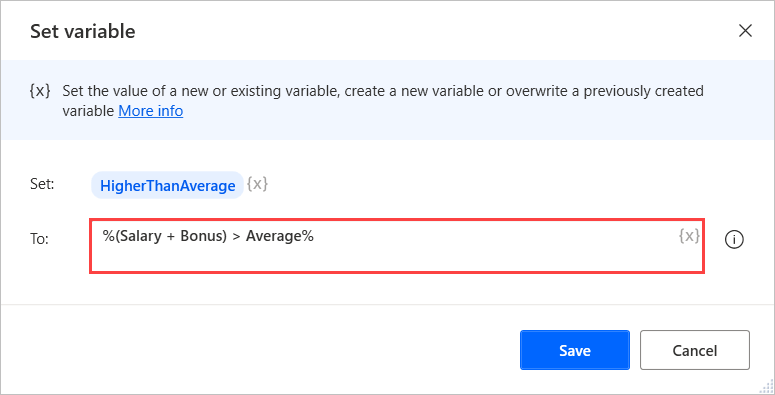 Set variable
{x} Set the value of a new or existing variable, create a new variable or overwrite a previously created
variable More info
Set: HigherThanAverage {x}
To: %(Salary + Bonus) > Average% {x}
Save Cancel